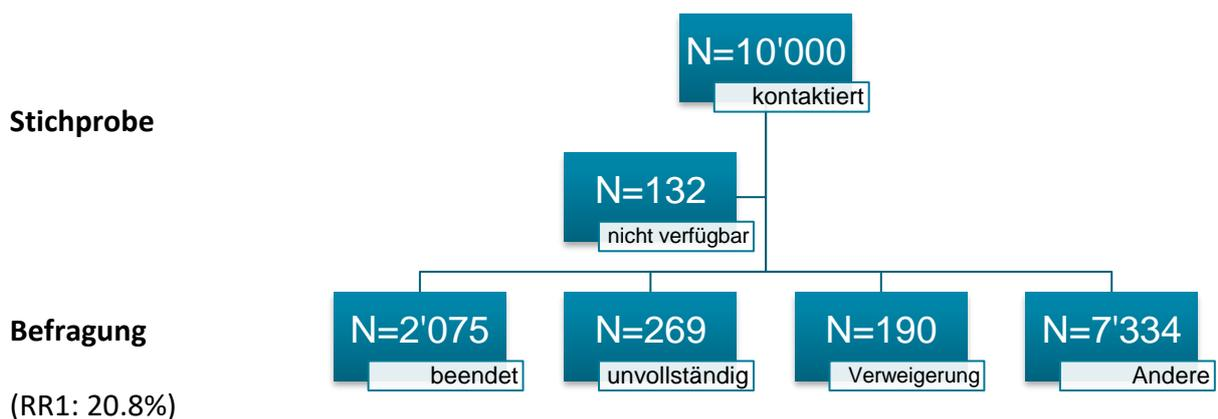 N=10'000
kontaktiert
Stichprobe
N=132
nicht verfügbar
Befragung
N=2'075
beendet
N=269
unvollständig
N=190
Verweigerung
N=7'334
Andere
(RR1: 20.8%)